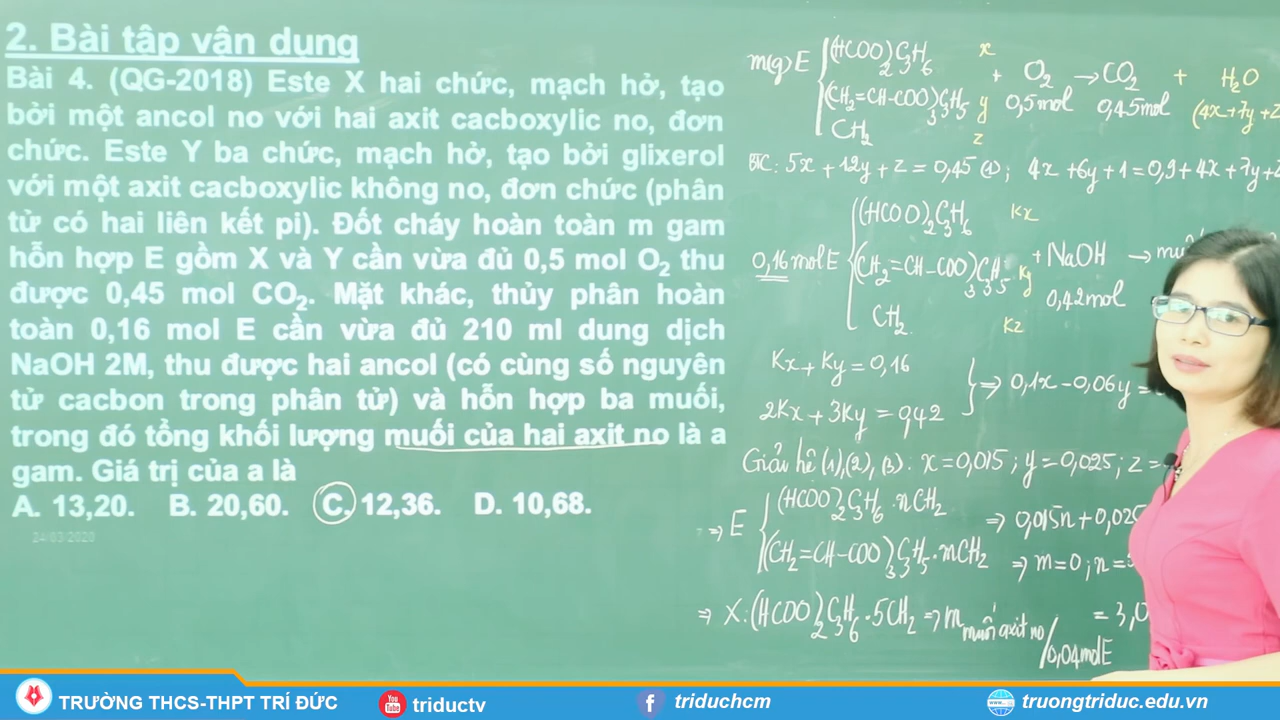 2. Bài tập vận dụng
Bài 4. (QG-2018) Este X hai chức, mạch hở, tạo
bởi một ancol no với hai axit cacboxylic no, đơn
chức. Este Y ba chức, mạch hở, tạo bởi glixerol
với một axit cacboxylic không no, đơn chức (phân
tử có hai liên kết pi). Đốt cháy hoàn toàn m gam
hỗn hợp E gồm X và Y cần vừa đủ 0,5 mol O₂ thu
được 0,45 mol CO₂. Mặt khác, thủy phân hoàn
toàn 0,16 mol E cần vừa đủ 210 ml dung dịch
NaOH 2M, thu được hai ancol (có cùng số nguyên
tử cacbon trong phân tử) và hỗn hợp ba muối,
trong đó tổng khối lượng muối của hai axit no là a
gam. Giá trị của a là
A. 13,20. B. 20,60. C. 12,36. D. 10,68.
24/03/2020
m(g) E { (HCOO)₂C₃H₆ x
(CH₂=CH-COO)₃C₃H₅ y
CH₂ z
+ O₂ → CO₂ + H₂O
0,5mol 0,45mol (4x+7y+z
BTC: 5x + 12y + z = 0,45 (1); 4x + 6y + 1 = 0,9 + 4x + 7y + z
0,16 mol E { (HCOO)₂C₃H₆ Kx
(CH₂=CH-COO)₃C₃H₅ Ky
CH₂ Kz
+ NaOH →
0,42mol
Kx + Ky = 0,16
2Kx + 3Ky = 0,42
} ⇒ 0,1x - 0,06y =
Giải hệ (1), (2), (3): x = 0,015; y = 0,025; z =
⇒ E { (HCOO)₂C₃H₆.nCH₂
(CH₂=CH-COO)₃C₃H₅.mCH₂
⇒ 0,015n + 0,025
⇒ m = 0; n =
⇒ X: (HCOO)₂C₃H₆.5CH₂ ⇒ m muối axit no/0,04molE = 3,0
TRƯỜNG THCS-THPT TRÍ ĐỨC
You Tube
triductv
f
triduchcm
truongtriduc.edu.vn